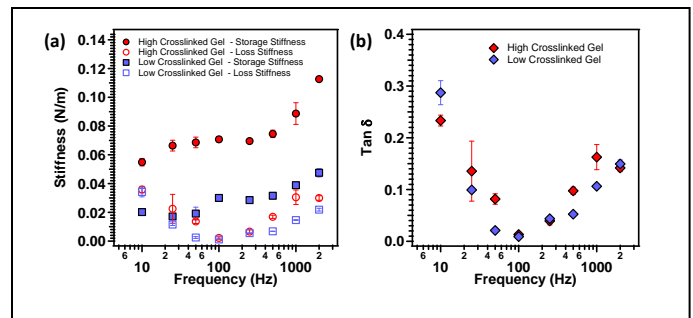 (a)
High Crosslinked Gel - Storage Stiffness
High Crosslinked Gel - Loss Stiffness
Low Crosslinked Gel - Storage Stiffness
Low Crosslinked Gel - Loss Stiffness
Stiffness (N/m)
0.14
0.12
0.10
0.08
0.06
0.04
0.02
0.00
6 2 4 6 2 4 6 2
10 100 1000
Frequency (Hz)
(b)
High Crosslinked Gel
Low Crosslinked Gel
Tan δ
0.4
0.3
0.2
0.1
0.0
6 2 4 6 2 4 6 2
10 100 1000
Frequency (Hz)